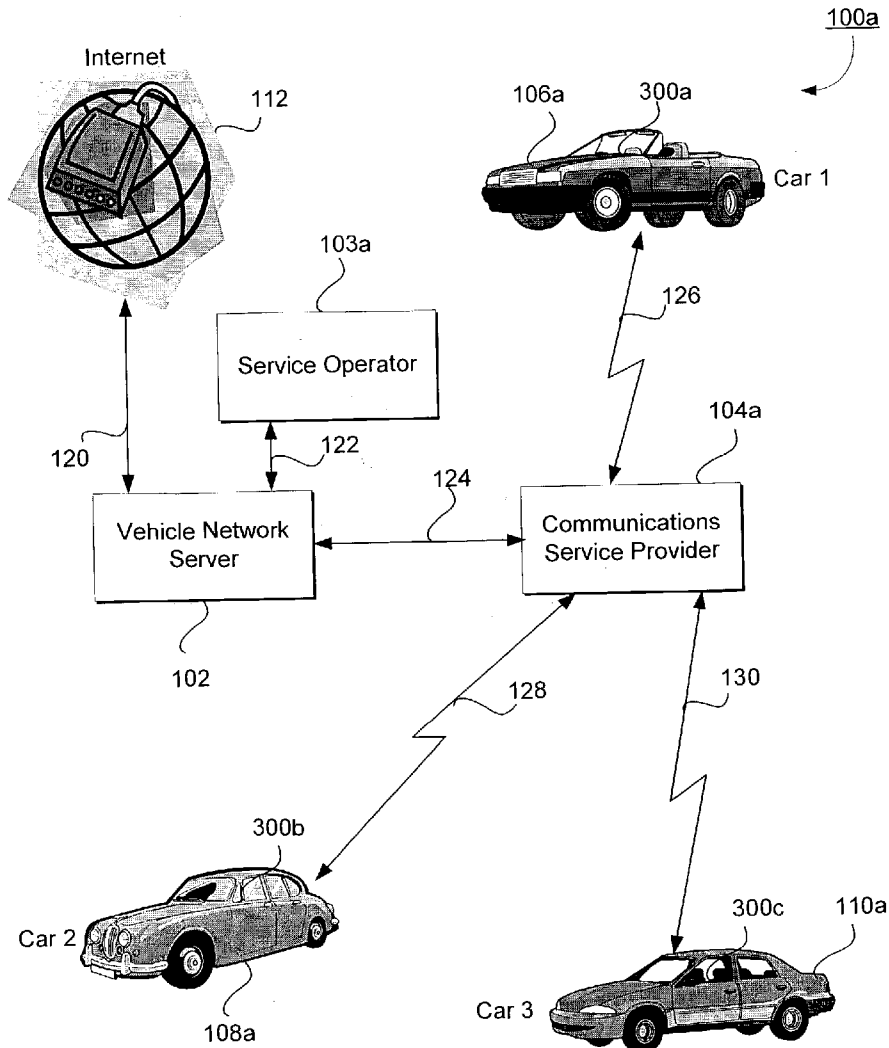 100a
Internet
112
106a
300a
Car 1
103a
Service Operator
126
120
122
104a
124
Vehicle Network
Server
Communications
Service Provider
102
128
130
300b
Car 2
108a
300c
110a
Car 3